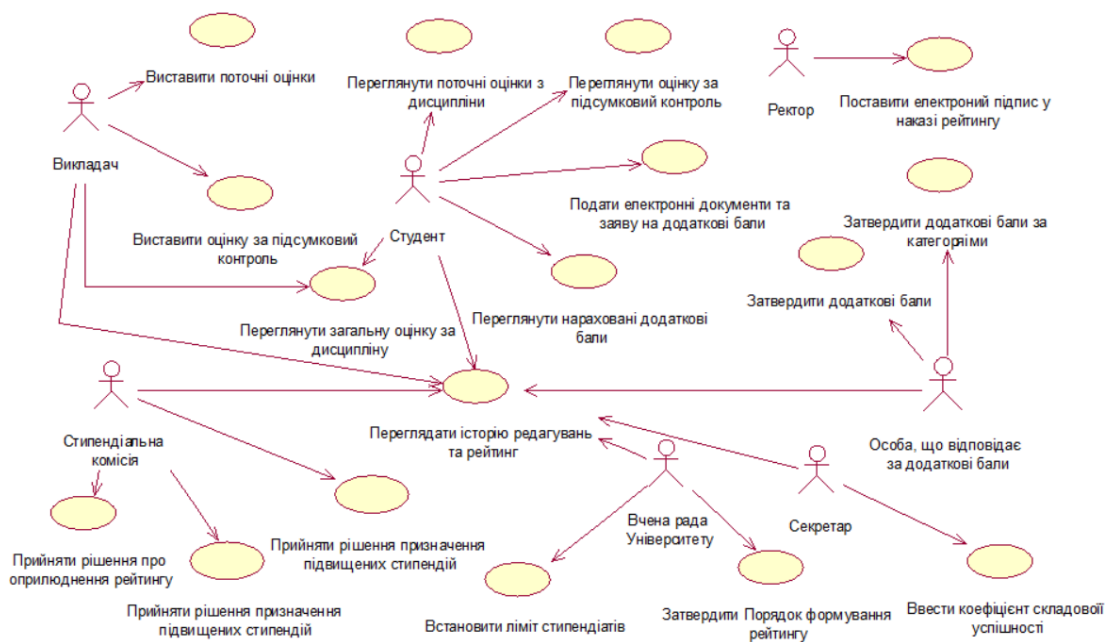 Виставити поточні оцінки
Переглянути поточні оцінки з
дисципліни
Переглянути оцінку за
підсумковий контроль
Ректор
Поставити електроний підпис у
наказі рейтингу
Викладач
Виставити оцінку за підсумковий
контроль
Студент
Подати електронні документи та
заяву на додаткові бали
Затвердити додаткові бали за
категоряіми
Затвердити додаткові бали
Переглянути загальну оцінку за
дисципліну
Переглянути нараховані додаткові
бали
Стипендіальна
комісія
Переглядати історію редагувань
та рейтинг
Особа, що відповідає
за додаткові бали
Вчена рада
Університету
Секретар
Прийняти рішення про
оприлюднення рейтингу
Прийняти рішення призначення
підвищених стипендій
Прийняти рішення призначення
підвищених стипендій
Встановити ліміт стипендіатів
Затвердити Порядок формування
рейтингу
Ввести коефіцієнт складовоїі
успішності